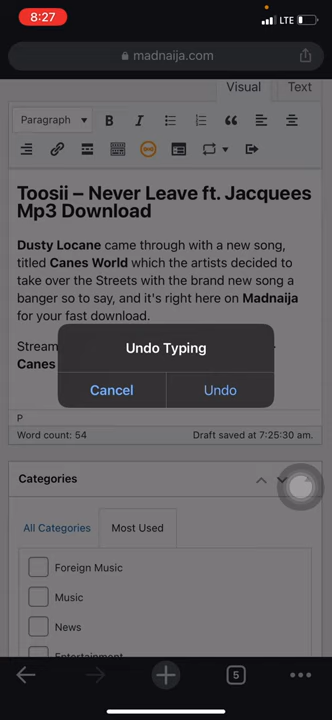 8:27
LTE
madnaija.com
Visual
Text
Paragraph
B
I
Toosii – Never Leave ft. Jacquees
Mp3 Download
Dusty Locane came through with a new song,
titled Canes World which the artists decided to
take over the Streets with the brand new song a
banger so to say, and it's right here on Madnaija
for your fast download.
Stream
Canes
Undo Typing
Cancel
Undo
P
Word count: 54
Draft saved at 7:25:30 am.
Categories
All Categories
Most Used
Foreign Music
Music
News
Entertainment
5